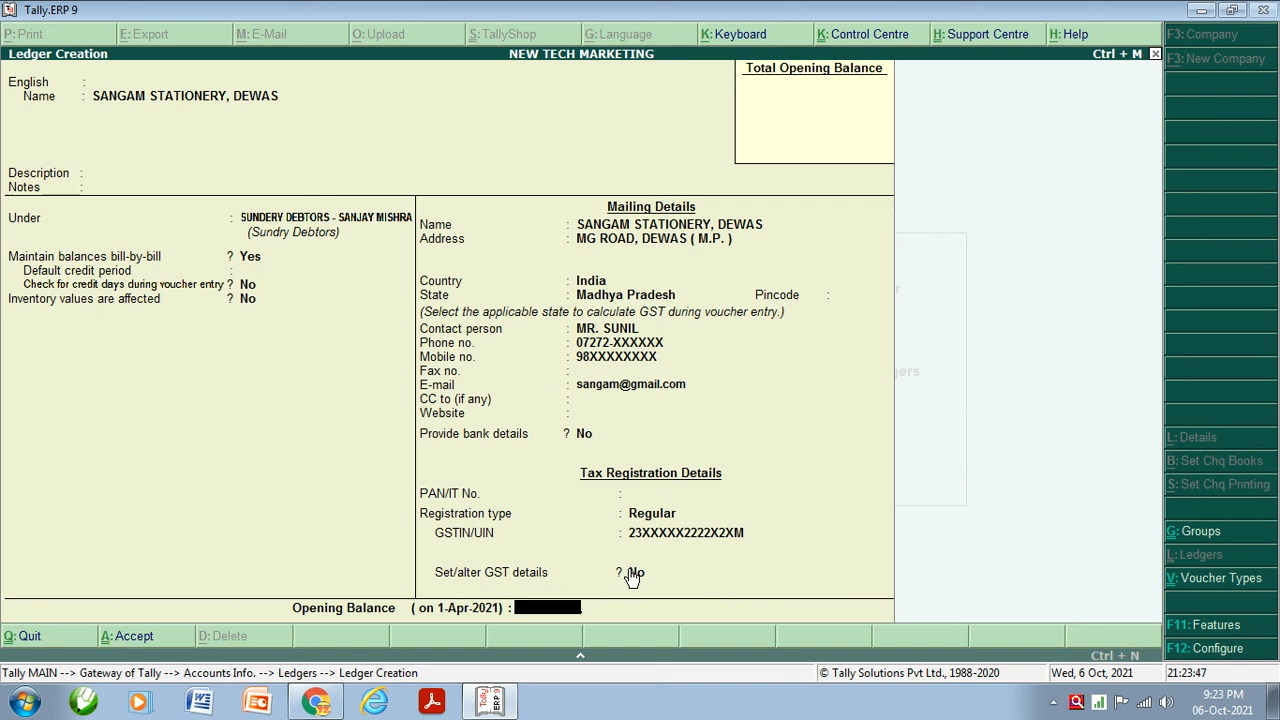 Tally.ERP 9
P: Print E: Export M: E-Mail O: Upload S: TallyShop G: Language K: Keyboard K: Control Centre H: Support Centre H: Help
F3: Company
Ledger Creation NEW TECH MARKETING Ctrl + M
F3: New Company
English :
Name : SANGAM STATIONERY, DEWAS
Total Opening Balance
Description :
Notes :
Under : SUNDERY DEBTORS - SANJAY MISHRA
(Sundry Debtors)
Maintain balances bill-by-bill ? Yes
Default credit period :
Check for credit days during voucher entry ? No
Inventory values are affected ? No
Mailing Details
Name : SANGAM STATIONERY, DEWAS
Address : MG ROAD, DEWAS ( M.P. )
Country : India
State : Madhya Pradesh Pincode :
(Select the applicable state to calculate GST during voucher entry.)
Contact person : MR. SUNIL
Phone no. : 07272-XXXXXX
Mobile no. : 98XXXXXXXX
Fax no. :
E-mail : sangam@gmail.com
CC to (if any) :
Website :
Provide bank details ? No
Tax Registration Details
PAN/IT No. :
Registration type : Regular
GSTIN/UIN : 23XXXXX2222X2XM
Set/alter GST details ? No
Opening Balance ( on 1-Apr-2021) :
L: Details
B: Set Chq Books
S: Set Chq Printing
G: Groups
L: Ledgers
V: Voucher Types
F11: Features
F12: Configure
Q: Quit A: Accept D: Delete
Ctrl + N
Tally MAIN --> Gateway of Tally --> Accounts Info. --> Ledgers --> Ledger Creation © Tally Solutions Pvt Ltd., 1988-2020 Wed, 6 Oct, 2021 21:23:47
9:23 PM
06-Oct-2021